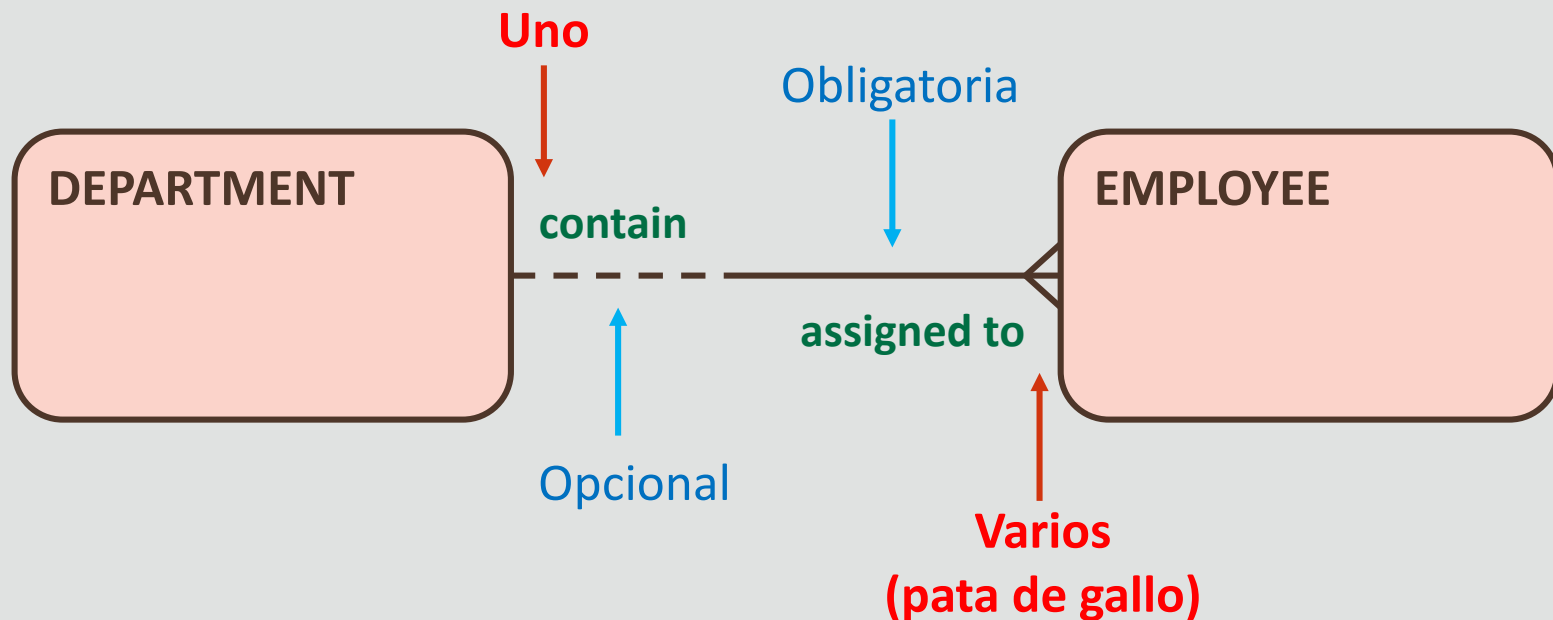 Uno
Obligatoria
DEPARTMENT
EMPLOYEE
contain
assigned to
Opcional
Varios
(pata de gallo)